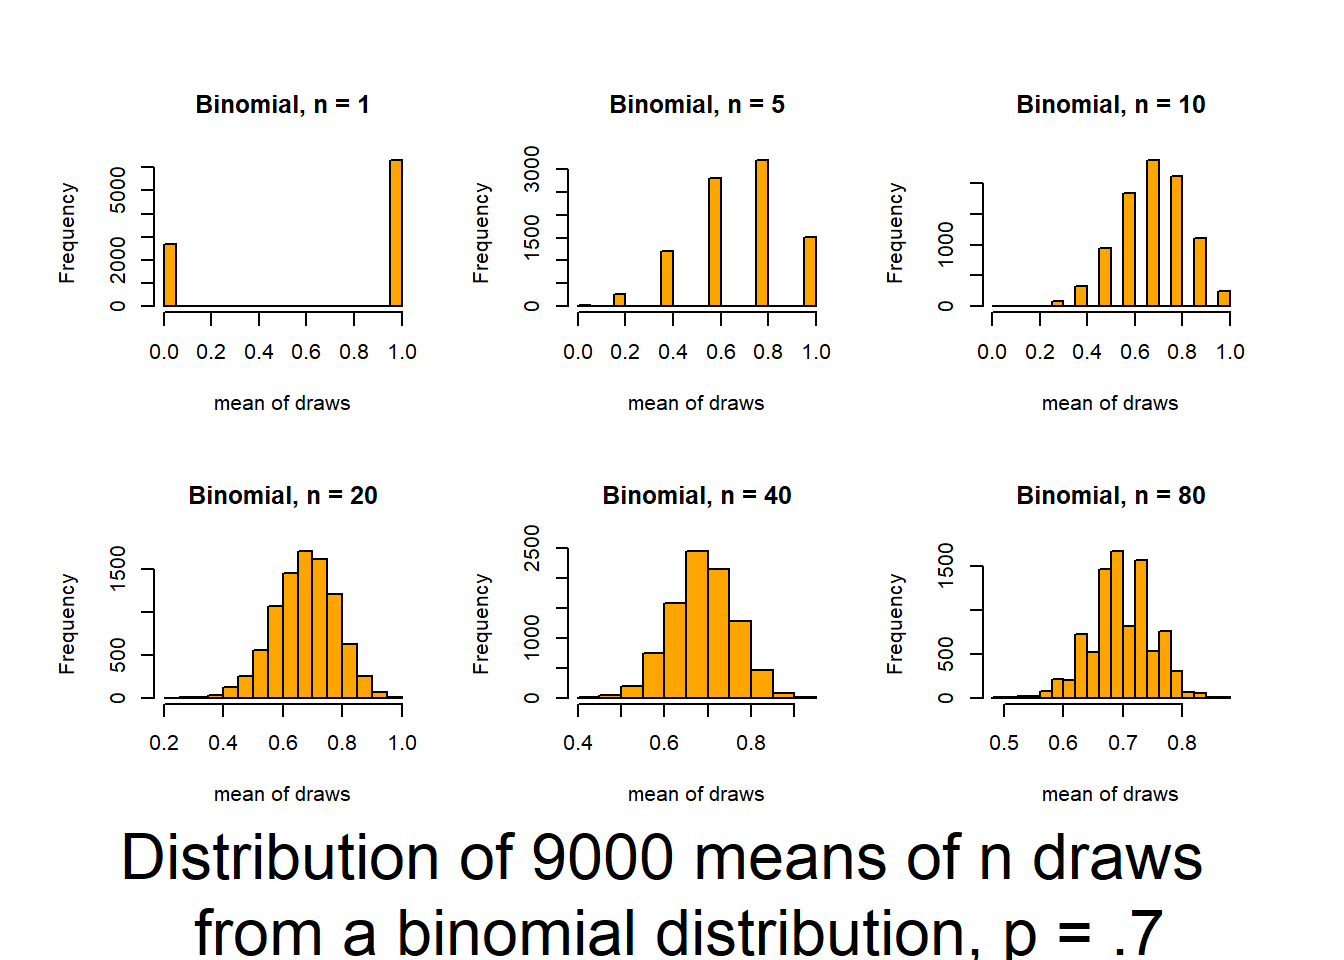 Binomial, n = 1
Frequency
0 2000 5000
0.0 0.2 0.4 0.6 0.8 1.0
mean of draws
Binomial, n = 5
Frequency
0 1500 3000
0.0 0.2 0.4 0.6 0.8 1.0
mean of draws
Binomial, n = 10
Frequency
0 1000
0.0 0.2 0.4 0.6 0.8 1.0
mean of draws
Binomial, n = 20
Frequency
0 500 1500
0.2 0.4 0.6 0.8 1.0
mean of draws
Binomial, n = 40
Frequency
0 1000 2500
0.4 0.6 0.8
mean of draws
Binomial, n = 80
Frequency
0 500 1500
0.5 0.6 0.7 0.8
mean of draws
Distribution of 9000 means of n draws
from a binomial distribution, p = .7